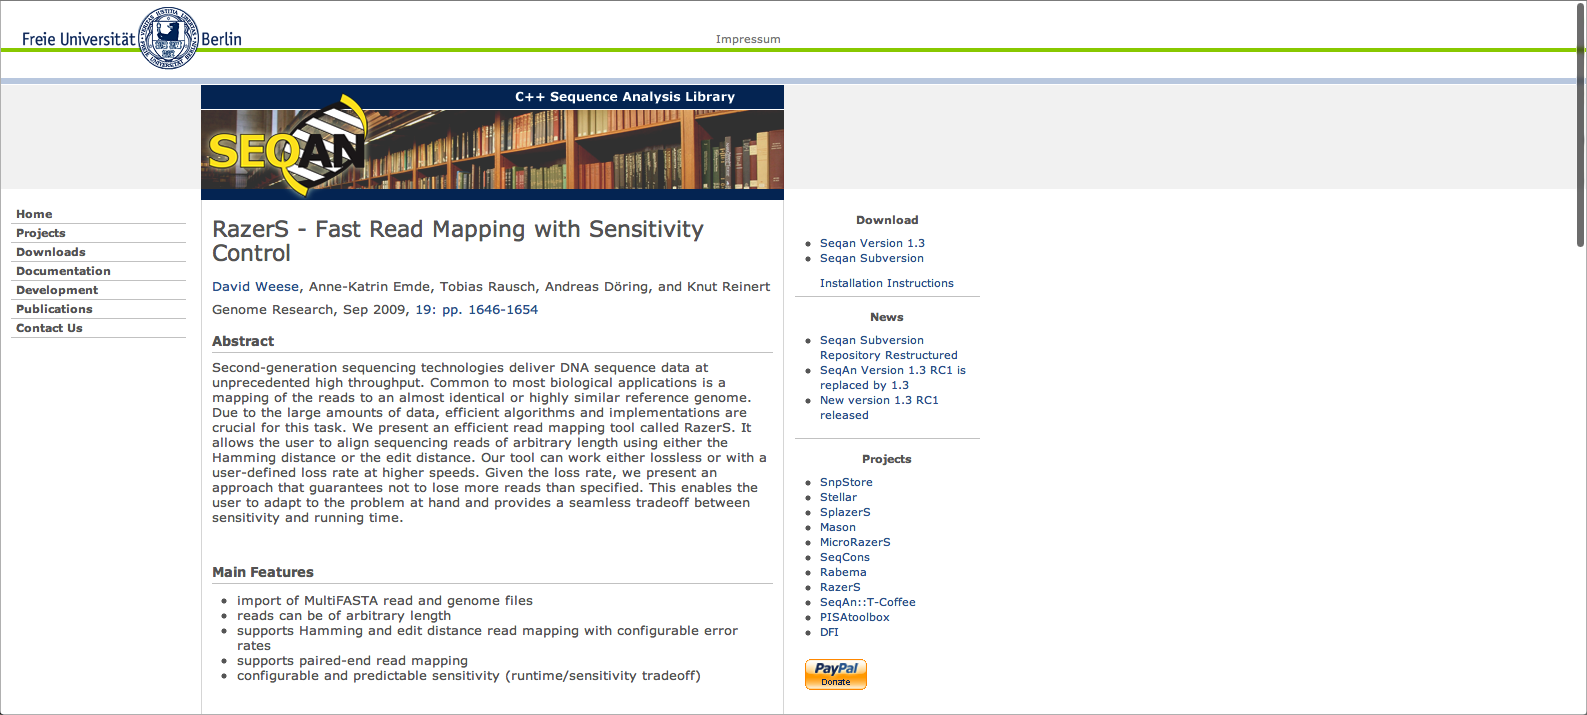 Freie Universität Berlin
Impressum
C++ Sequence Analysis Library
SEQAN
Home
Projects
Downloads
Documentation
Development
Publications
Contact Us
RazerS - Fast Read Mapping with Sensitivity
Control
David Weese, Anne-Katrin Emde, Tobias Rausch, Andreas Döring, and Knut Reinert
Genome Research, Sep 2009, 19: pp. 1646-1654
Abstract
Second-generation sequencing technologies deliver DNA sequence data at
unprecedented high throughput. Common to most biological applications is a
mapping of the reads to an almost identical or highly similar reference genome.
Due to the large amounts of data, efficient algorithms and implementations are
crucial for this task. We present an efficient read mapping tool called RazerS. It
allows the user to align sequencing reads of arbitrary length using either the
Hamming distance or the edit distance. Our tool can work either lossless or with a
user-defined loss rate at higher speeds. Given the loss rate, we present an
approach that guarantees not to lose more reads than specified. This enables the
user to adapt to the problem at hand and provides a seamless tradeoff between
sensitivity and running time.
Main Features
import of MultiFASTA read and genome files
reads can be of arbitrary length
supports Hamming and edit distance read mapping with configurable error
rates
supports paired-end read mapping
configurable and predictable sensitivity (runtime/sensitivity tradeoff)
Download
Seqan Version 1.3
Seqan Subversion
Installation Instructions
News
Seqan Subversion
Repository Restructured
SeqAn Version 1.3 RC1 is
replaced by 1.3
New version 1.3 RC1
released
Projects
SnpStore
Stellar
SplazerS
Mason
MicroRazerS
SeqCons
Rabema
RazerS
SeqAn::T-Coffee
PISAtoolbox
DFI
PayPal
Donate